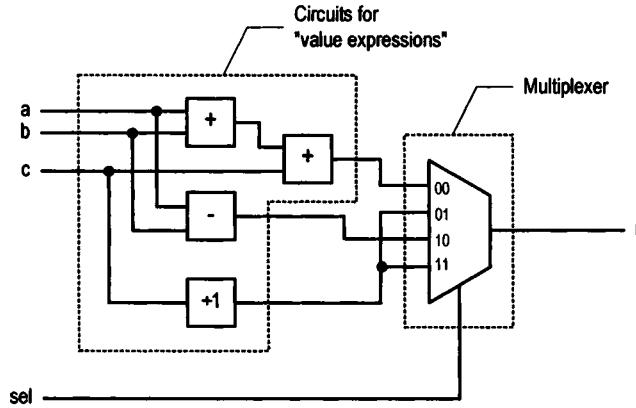 Circuits for
"value expressions"
Multiplexer
a
b
c
+
+
-
+1
00
01
10
11
sel